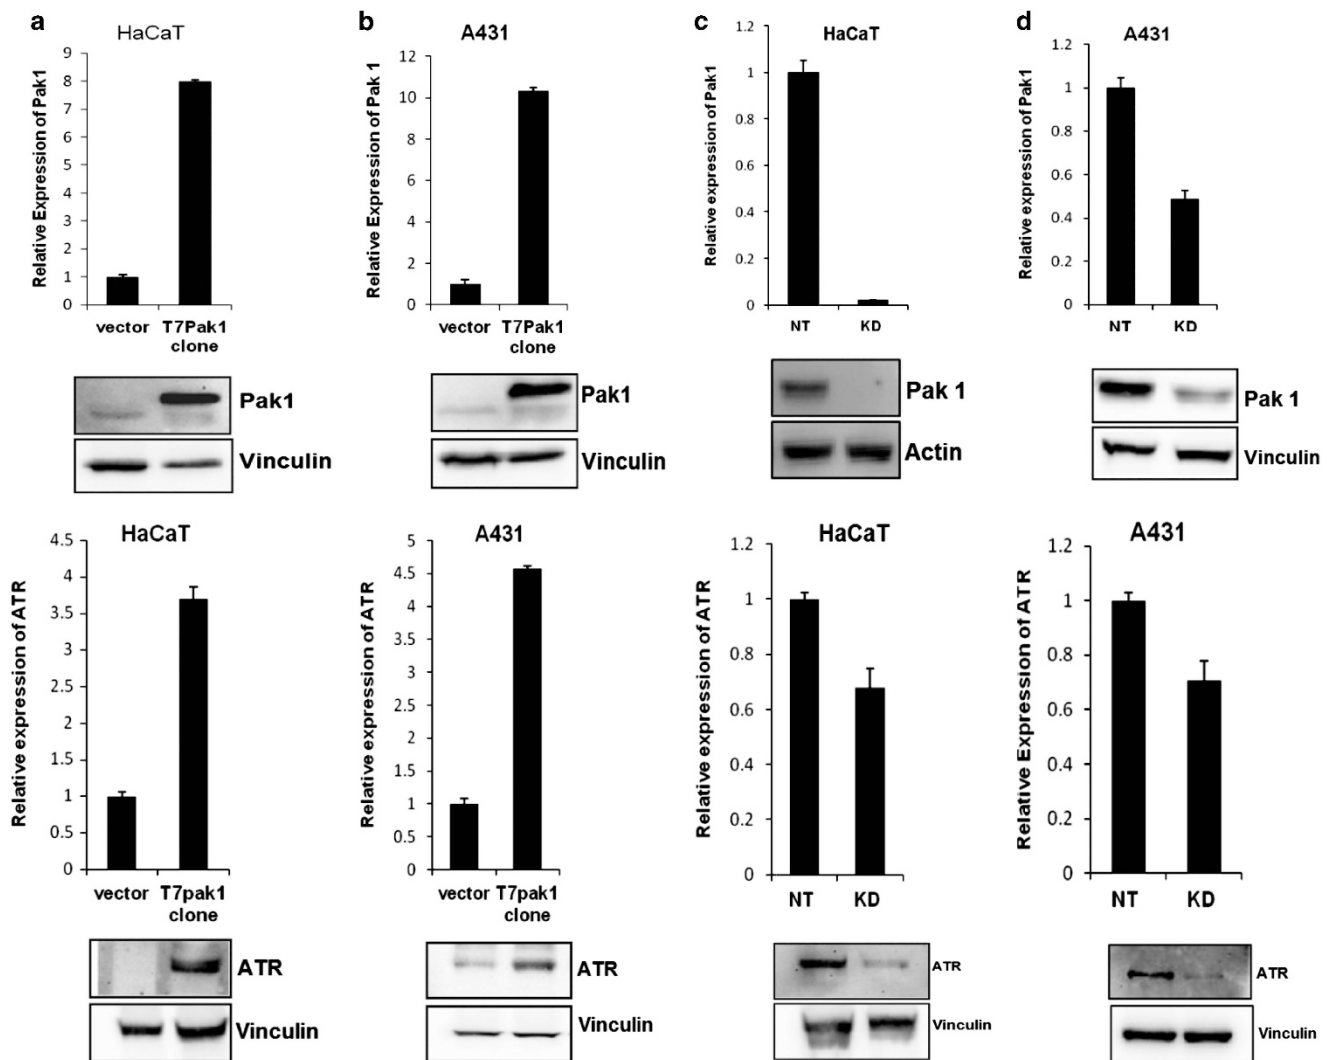 a
HaCaT
Relative Expression of Pak1
9
8
7
6
5
4
3
2
1
0
vector T7Pak1
clone
Pak1
Vinculin
HaCaT
Relative expression of ATR
4.5
4
3.5
3
2.5
2
1.5
1
0.5
0
vector T7pak1
clone
ATR
Vinculin
b
A431
Relative Expression of Pak 1
12
10
8
6
4
2
0
vector T7Pak1
clone
Pak1
Vinculin
A431
Relative expression of ATR
5
4.5
4
3.5
3
2.5
2
1.5
1
0.5
0
vector T7pak1
clone
ATR
Vinculin
c
HaCaT
Relative expression of Pak1
1.2
1
0.8
0.6
0.4
0.2
0
NT KD
Pak 1
Actin
HaCaT
Relative expression of ATR
1.2
1
0.8
0.6
0.4
0.2
0
NT KD
ATR
Vinculin
d
A431
Relative expression of Pak1
1.2
1
0.8
0.6
0.4
0.2
0
NT KD
Pak 1
Vinculin
A431
Relative Expression of ATR
1.2
1
0.8
0.6
0.4
0.2
0
NT KD
ATR
Vinculin